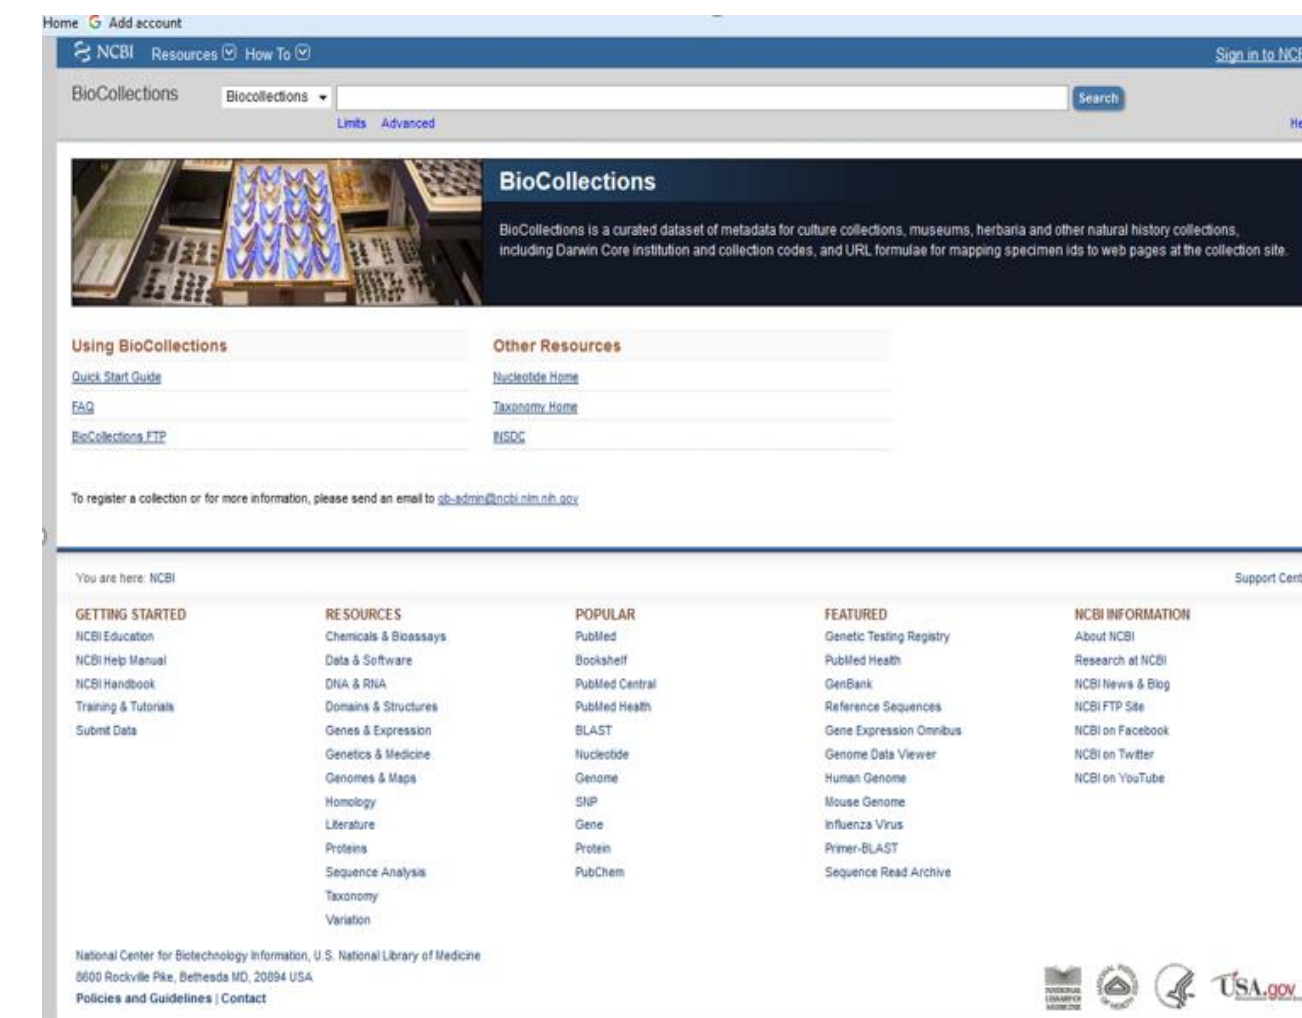 Home G Add account
NCBI Resources How To
Sign in to NCB
BioCollections Biocollections Search
Limits Advanced
He
BioCollections
BioCollections is a curated dataset of metadata for culture collections, museums, herbaria and other natural history collections,
including Darwin Core institution and collection codes, and URL formulae for mapping specimen ids to web pages at the collection site.
Using BioCollections
Quick Start Guide
FAQ
BioCollections FTP
Other Resources
Nucleotide Home
Taxonomy Home
INSDC
To register a collection or for more information, please send an email to gb-admin@ncbi.nlm.nih.gov
You are here: NCBI
Support Cent
GETTING STARTED
NCBI Education
NCBI Help Manual
NCBI Handbook
Training & Tutorials
Submit Data
RESOURCES
Chemicals & Bioassays
Data & Software
DNA & RNA
Domains & Structures
Genes & Expression
Genetics & Medicine
Genomes & Maps
Homology
Literature
Proteins
Sequence Analysis
Taxonomy
Variation
POPULAR
PubMed
Bookshelf
PubMed Central
PubMed Health
BLAST
Nucleotide
Genome
SNP
Gene
Protein
PubChem
FEATURED
Genetic Testing Registry
PubMed Health
GenBank
Reference Sequences
Gene Expression Omnibus
Genome Data Viewer
Human Genome
Mouse Genome
Influenza Virus
Primer-BLAST
Sequence Read Archive
NCBI INFORMATION
About NCBI
Research at NCBI
NCBI News & Blog
NCBI FTP Site
NCBI on Facebook
NCBI on Twitter
NCBI on YouTube
National Center for Biotechnology Information, U.S. National Library of Medicine
8600 Rockville Pike, Bethesda MD, 20894 USA
Policies and Guidelines | Contact
NATIONAL
LIBRARY OF
MEDICINE
USA.gov